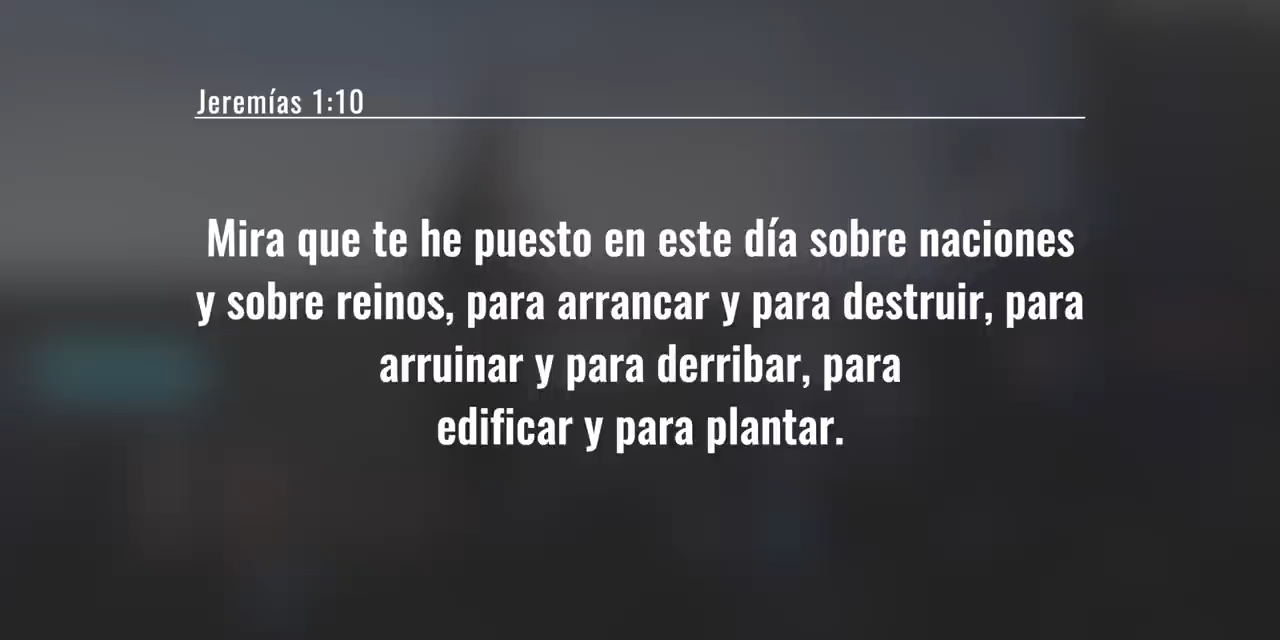 Jeremías 1:10
Mira que te he puesto en este día sobre naciones
y sobre reinos, para arrancar y para destruir, para
arruinar y para derribar, para
edificar y para plantar.